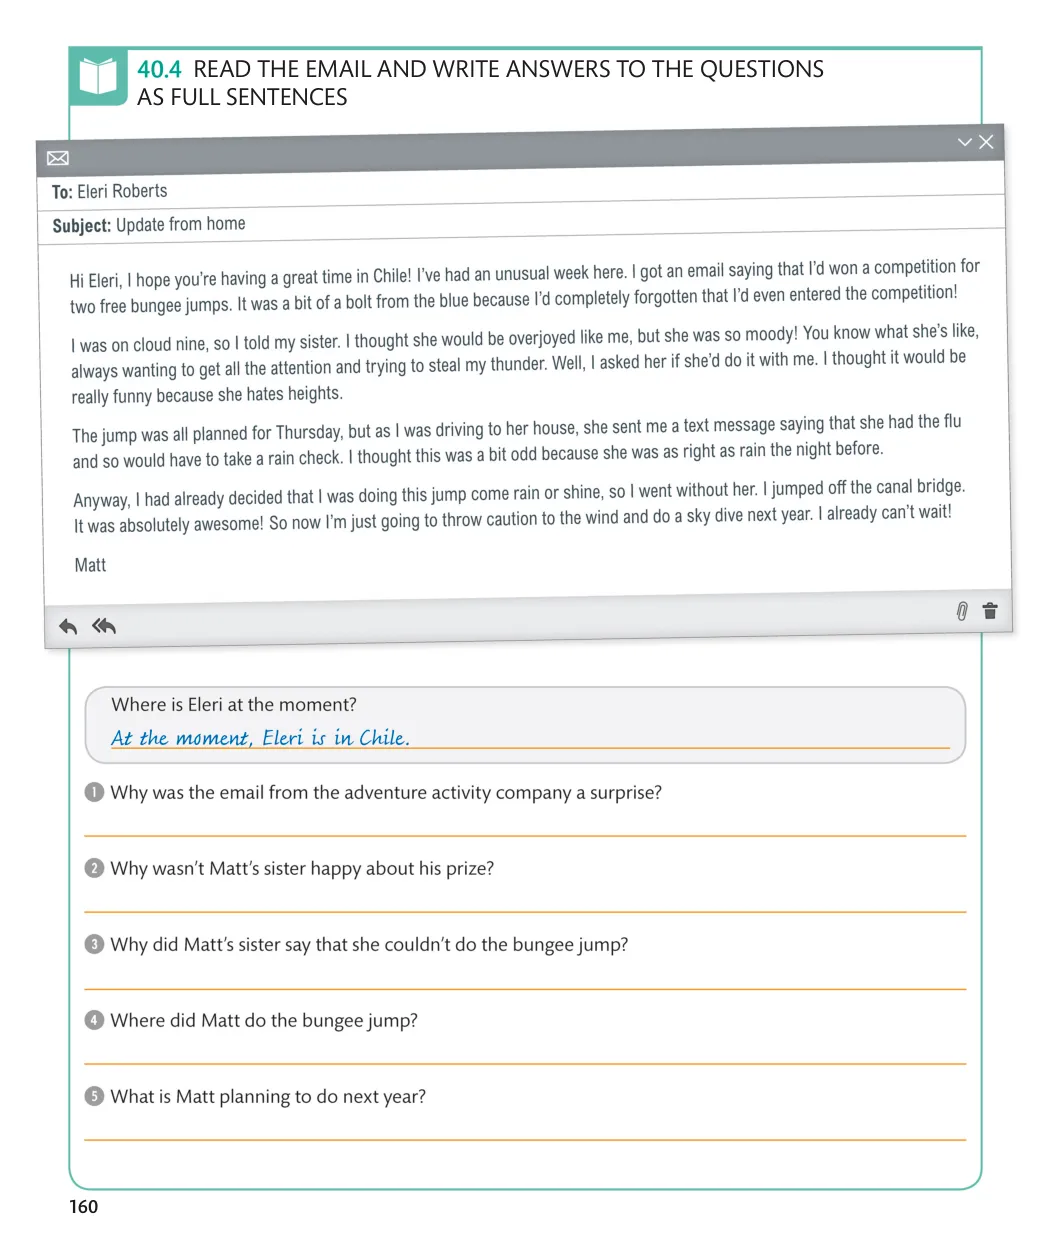 40.4 READ THE EMAIL AND WRITE ANSWERS TO THE QUESTIONS
AS FULL SENTENCES
To: Eleri Roberts
Subject: Update from home
Hi Eleri, I hope you’re having a great time in Chile! I’ve had an unusual week here. I got an email saying that I’d won a competition for
two free bungee jumps. It was a bit of a bolt from the blue because I’d completely forgotten that I’d even entered the competition!
I was on cloud nine, so I told my sister. I thought she would be overjoyed like me, but she was so moody! You know what she’s like,
always wanting to get all the attention and trying to steal my thunder. Well, I asked her if she’d do it with me. I thought it would be
really funny because she hates heights.
The jump was all planned for Thursday, but as I was driving to her house, she sent me a text message saying that she had the flu
and so would have to take a rain check. I thought this was a bit odd because she was as right as rain the night before.
Anyway, I had already decided that I was doing this jump come rain or shine, so I went without her. I jumped off the canal bridge.
It was absolutely awesome! So now I’m just going to throw caution to the wind and do a sky dive next year. I already can’t wait!
Matt
Where is Eleri at the moment?
At the moment, Eleri is in Chile.
1 Why was the email from the adventure activity company a surprise?
2 Why wasn’t Matt’s sister happy about his prize?
3 Why did Matt’s sister say that she couldn’t do the bungee jump?
4 Where did Matt do the bungee jump?
5 What is Matt planning to do next year?
160